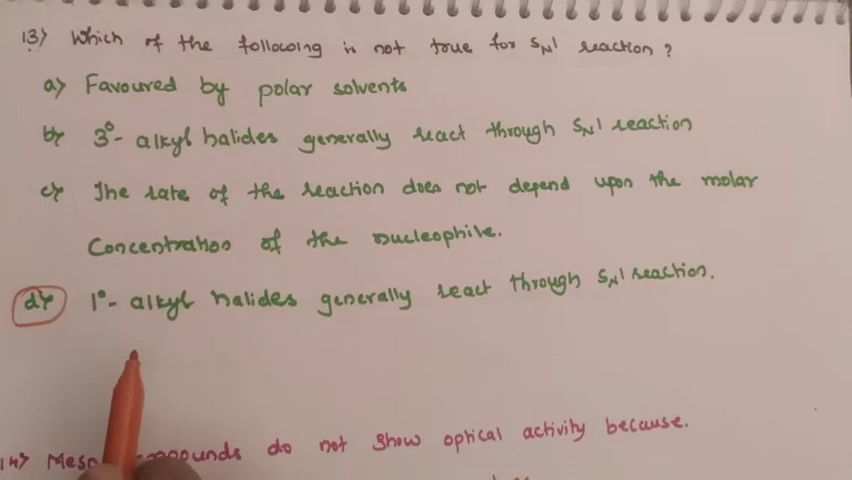 13) Which of the following is not true for SN1 reaction?
a) Favoured by polar solvents
b) 3°- alkyl halides generally react through SN1 reaction
c) The rate of the reaction does not depend upon the molar
Concentration of the nucleophile.
d) 1°- alkyl halides generally react through SN1 reaction.
14) Meso compounds do not show optical activity because.